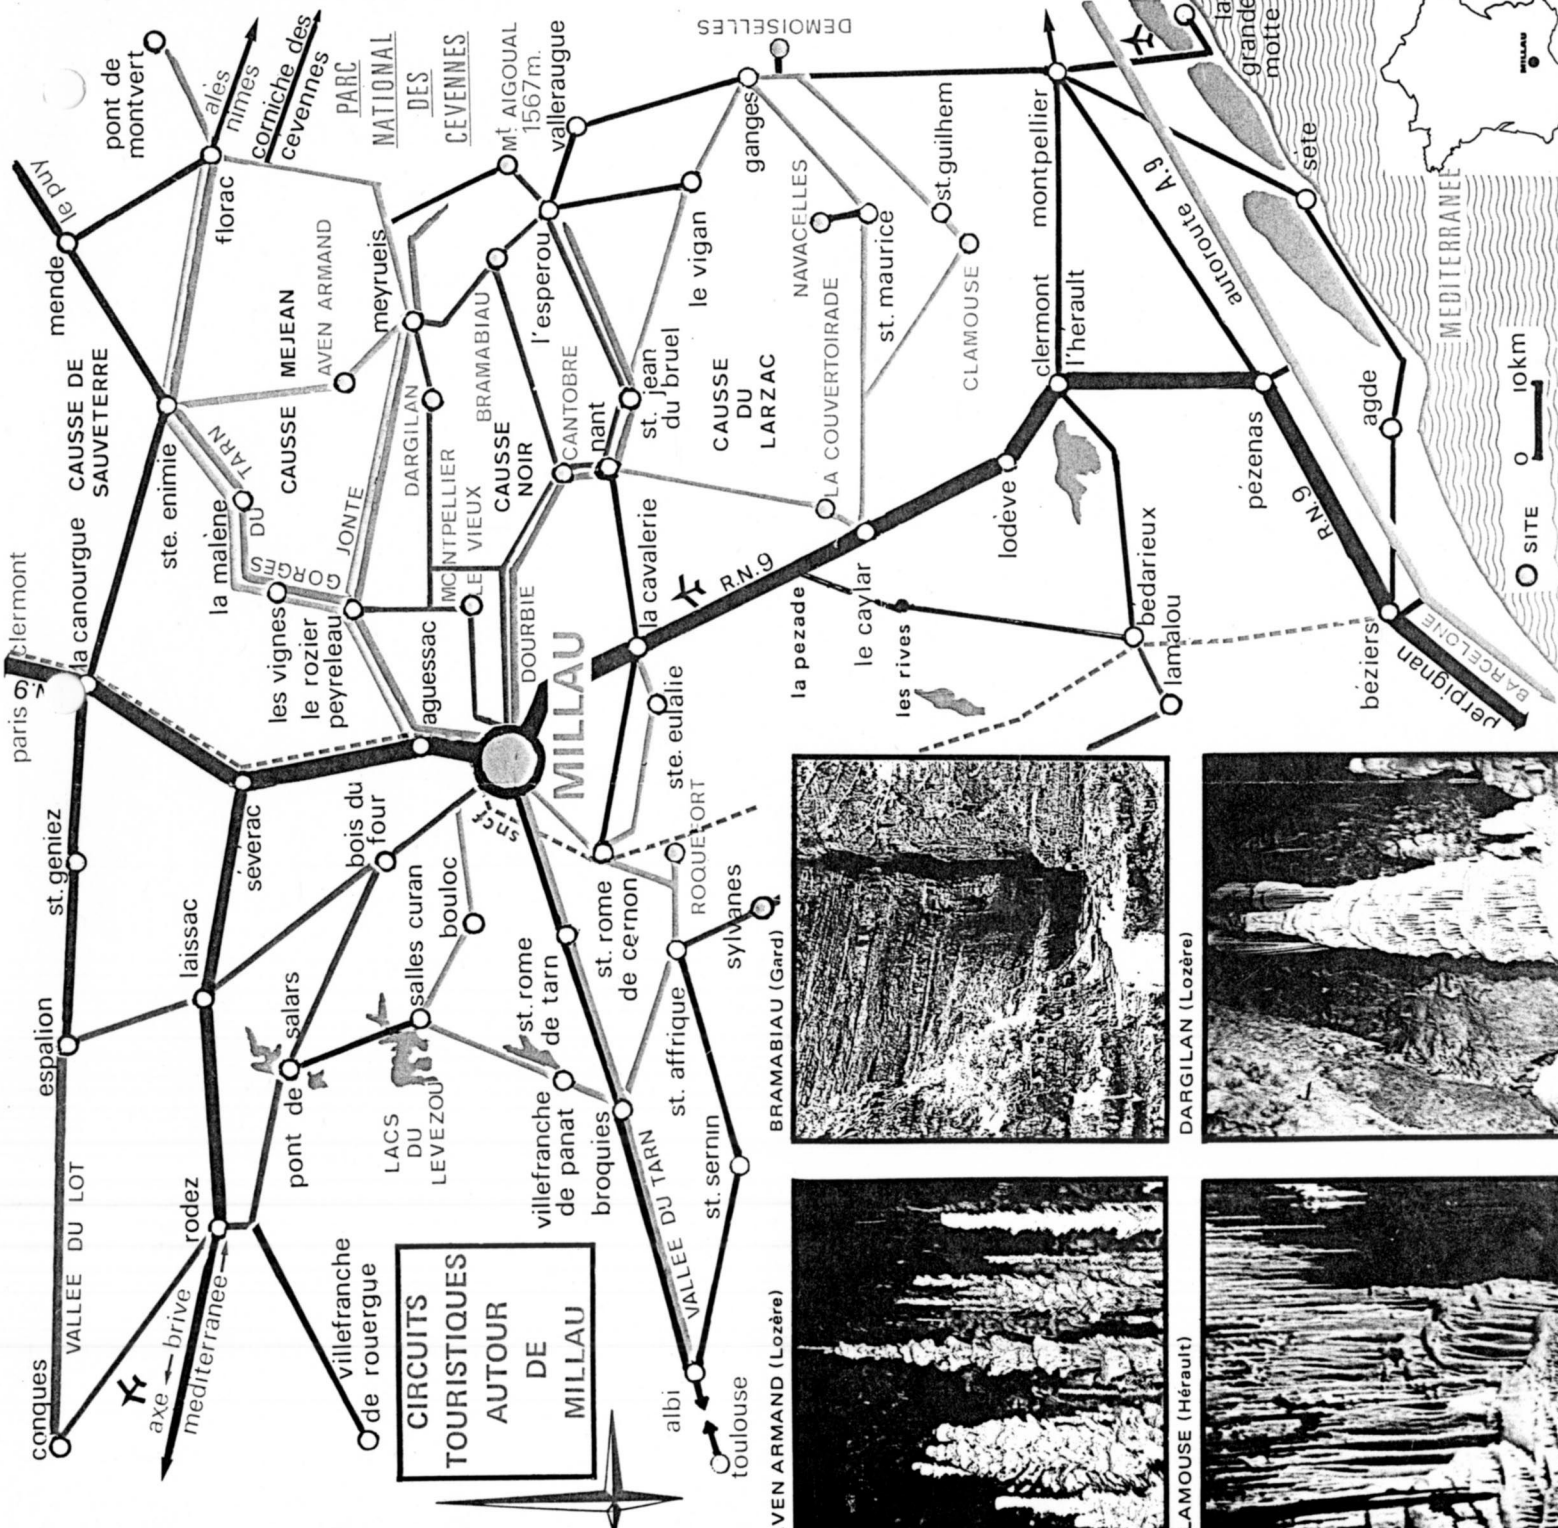 conques
VALLEE DU LOT
espalion
st. geniez
la canourgue
paris
clermont
mende
le puy
pont de
montvert
florac
alès
nimes
corniche des
cevennes
PARC
NATIONAL
DES
CEVENNES
Mt. AIGOUAL
1567m.
valleraugue
DEMOISELLES
ganges
CAUSSE DE
SAUVETERRE
ste. enimie
CAUSSE MEJEAN
AVEN ARMAND
meyrueis
la malène
GORGES
DU
TARN
JONTE
les vignes
le rozier
peyreleau
DARGILAN
BRAMABIAU
l'esperou
MONTPELLIER
LE VIEUX
CAUSSE
NOIR
CANTOBRE
nant
st. jean
du bruel
le vigan
NAVACELLES
st. maurice
st.guilhem
CLAMOUSE
CAUSSE
DU
LARZAC
LA COUVERTOIRADE
DOURBIE
aguessac
MILLAU
la cavalerie
R.N.9
ste. eulalie
la pezade
le caylar
les rives
lodève
clermont
l'hérault
montpellier
autoroute A.9
la
grande
motte
sète
MEDITERRANEE
agde
pézenas
R.N.9
béziers
perpignan
BARCELONE
bedarieux
lamalou
séverac
laissac
bois du
four
sncf
rodez
axe brive
mediterranee
villefranche
de rouergue
pont de salars
salles curan
bouloc
LACS
DU
LEVEZOU
st. rome
de tarn
villefranche
de panat
broquies
VALLEE DU TARN
st. rome
de cernon
ROQUEFORT
st. affrique
sylvanes
st. sernin
albi
toulouse
CIRCUITS
TOURISTIQUES
AUTOUR
DE
MILLAU
SITE
0 10km
MILLAU
BRAMABIAU (Gard)
DARGILAN (Lozère)
VEN ARMAND (Lozère)
LAMOUSE (Hérault)